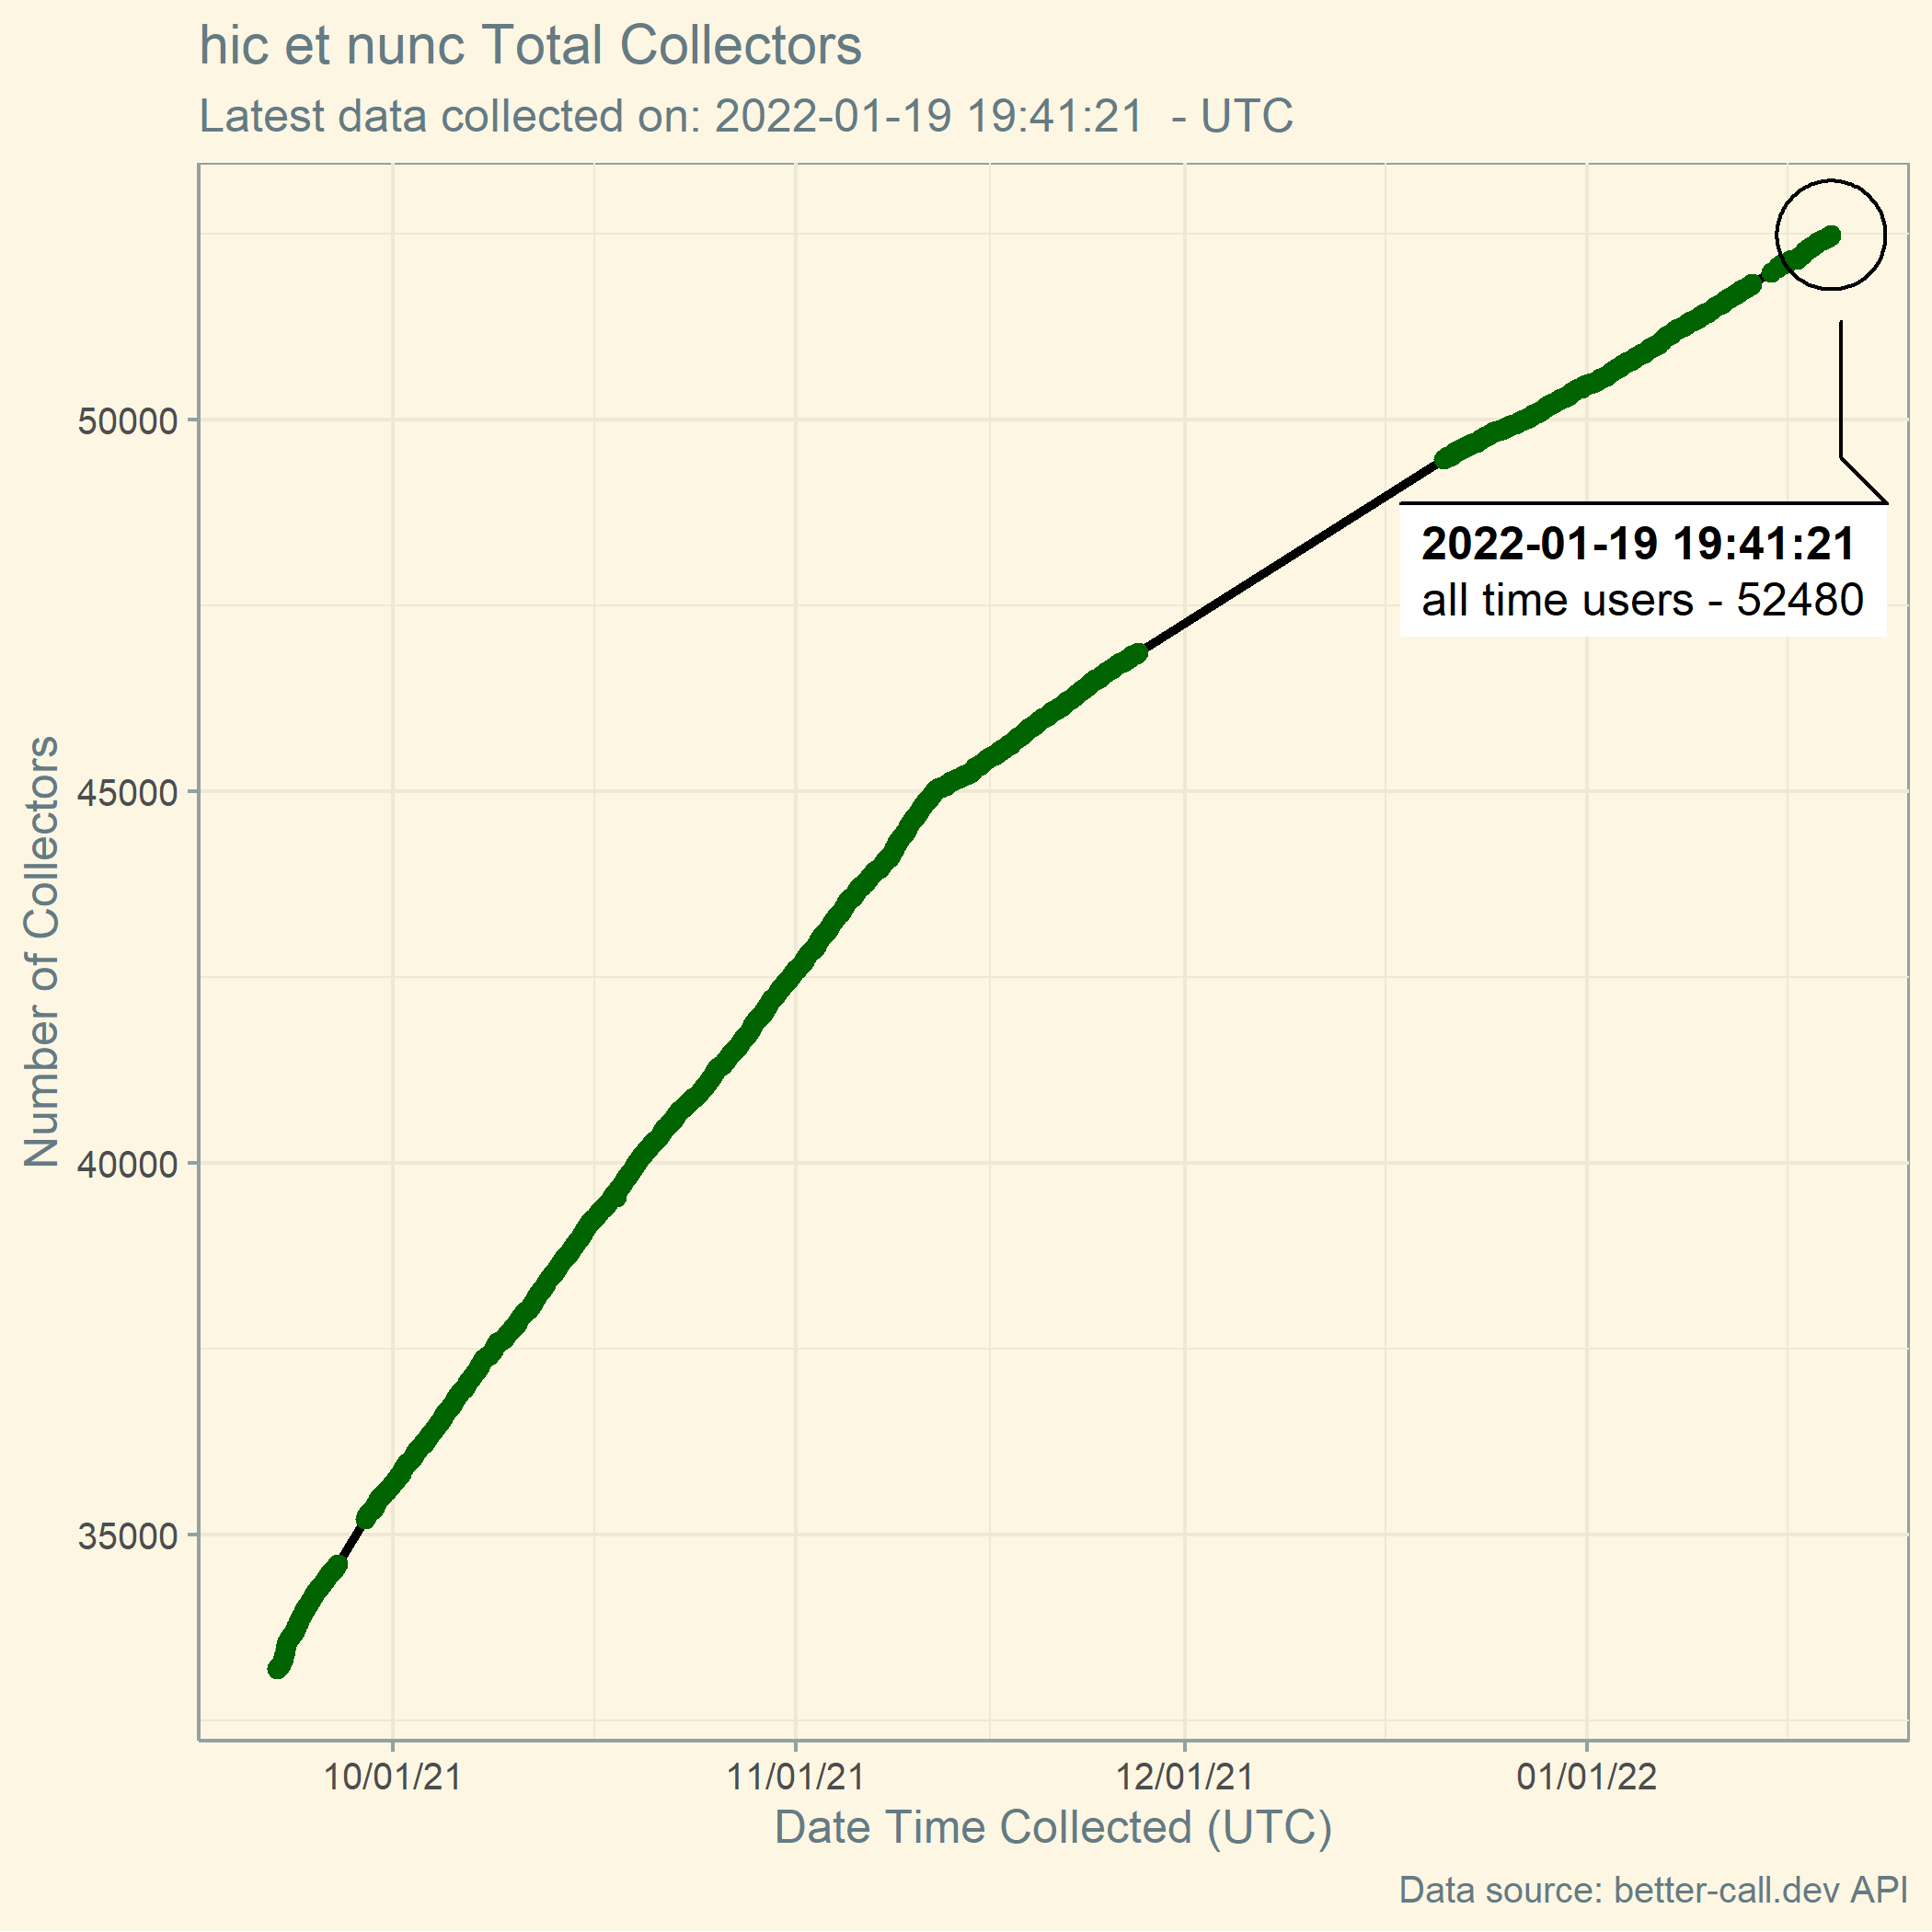 hic et nunc Total Collectors
Latest data collected on: 2022-01-19 19:41:21  - UTC
50000
45000
40000
35000
Number of Collectors
2022-01-19 19:41:21
all time users - 52480
10/01/21
11/01/21
12/01/21
01/01/22
Date Time Collected (UTC)
Data source: better-call.dev API